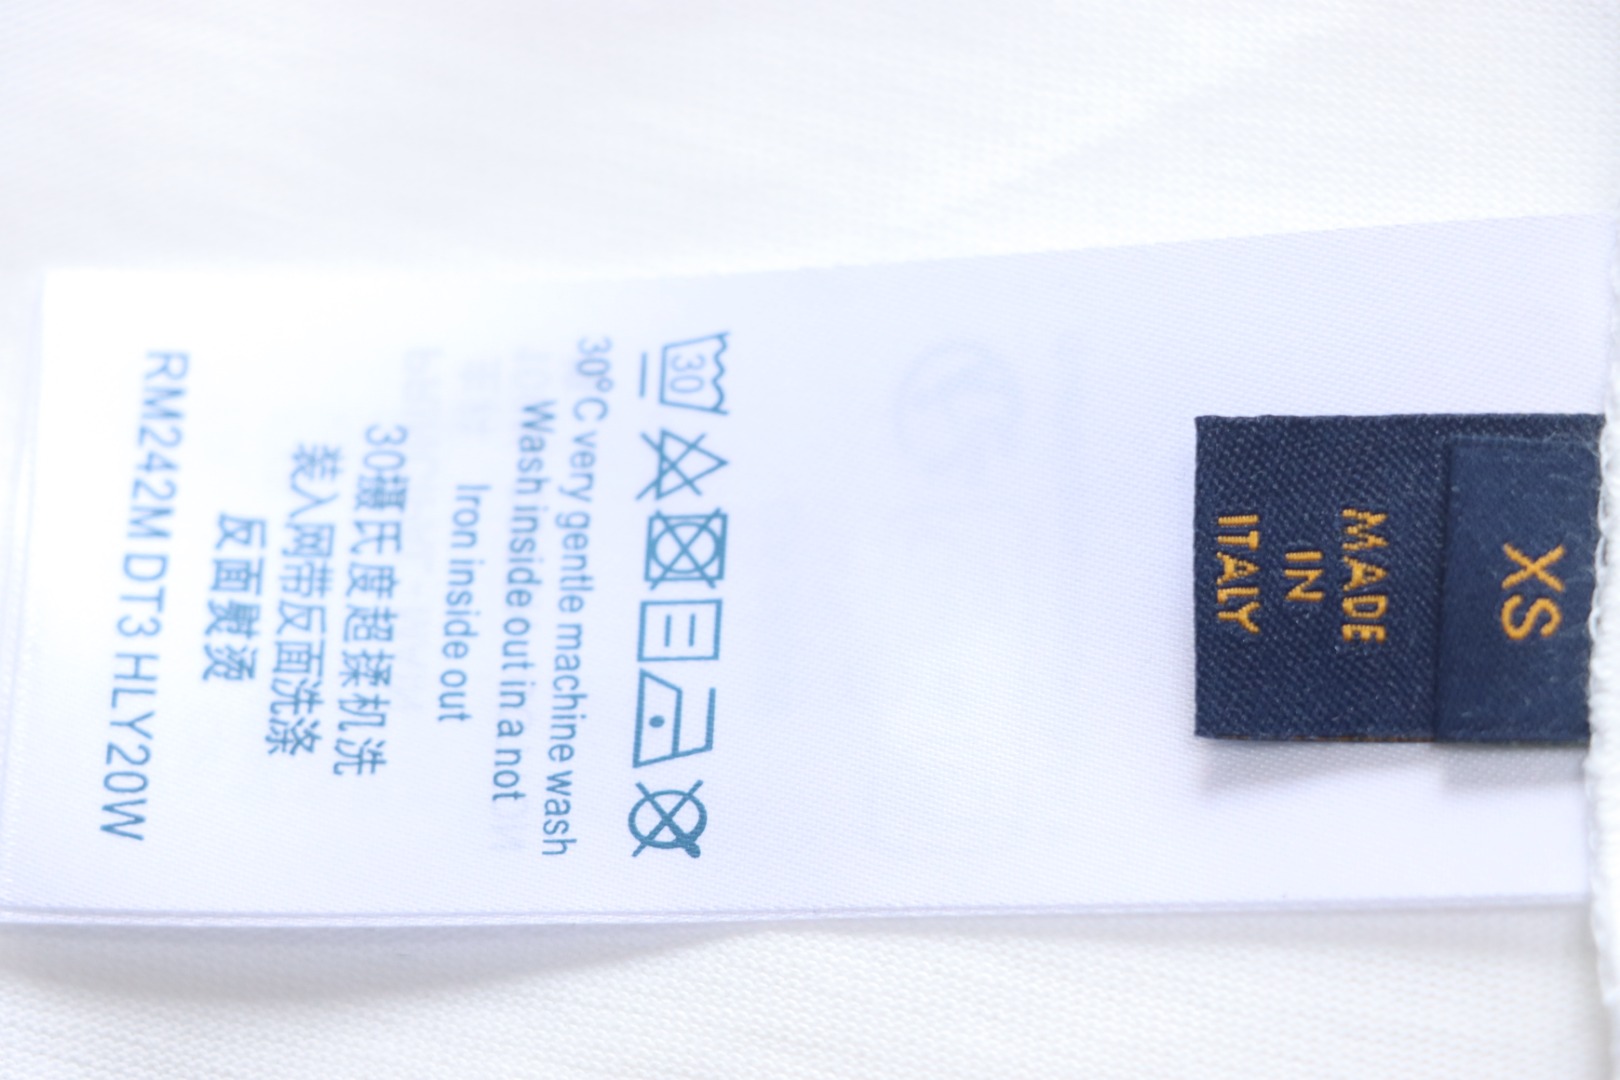 XS
MADE
IN
ITALY
30
30°C very gentle machine wash
Wash inside out in a not
Iron inside out
30摄氏度超揉机洗
装入网带反面洗涤
反面熨烫
RM242M DT3 HLY20W